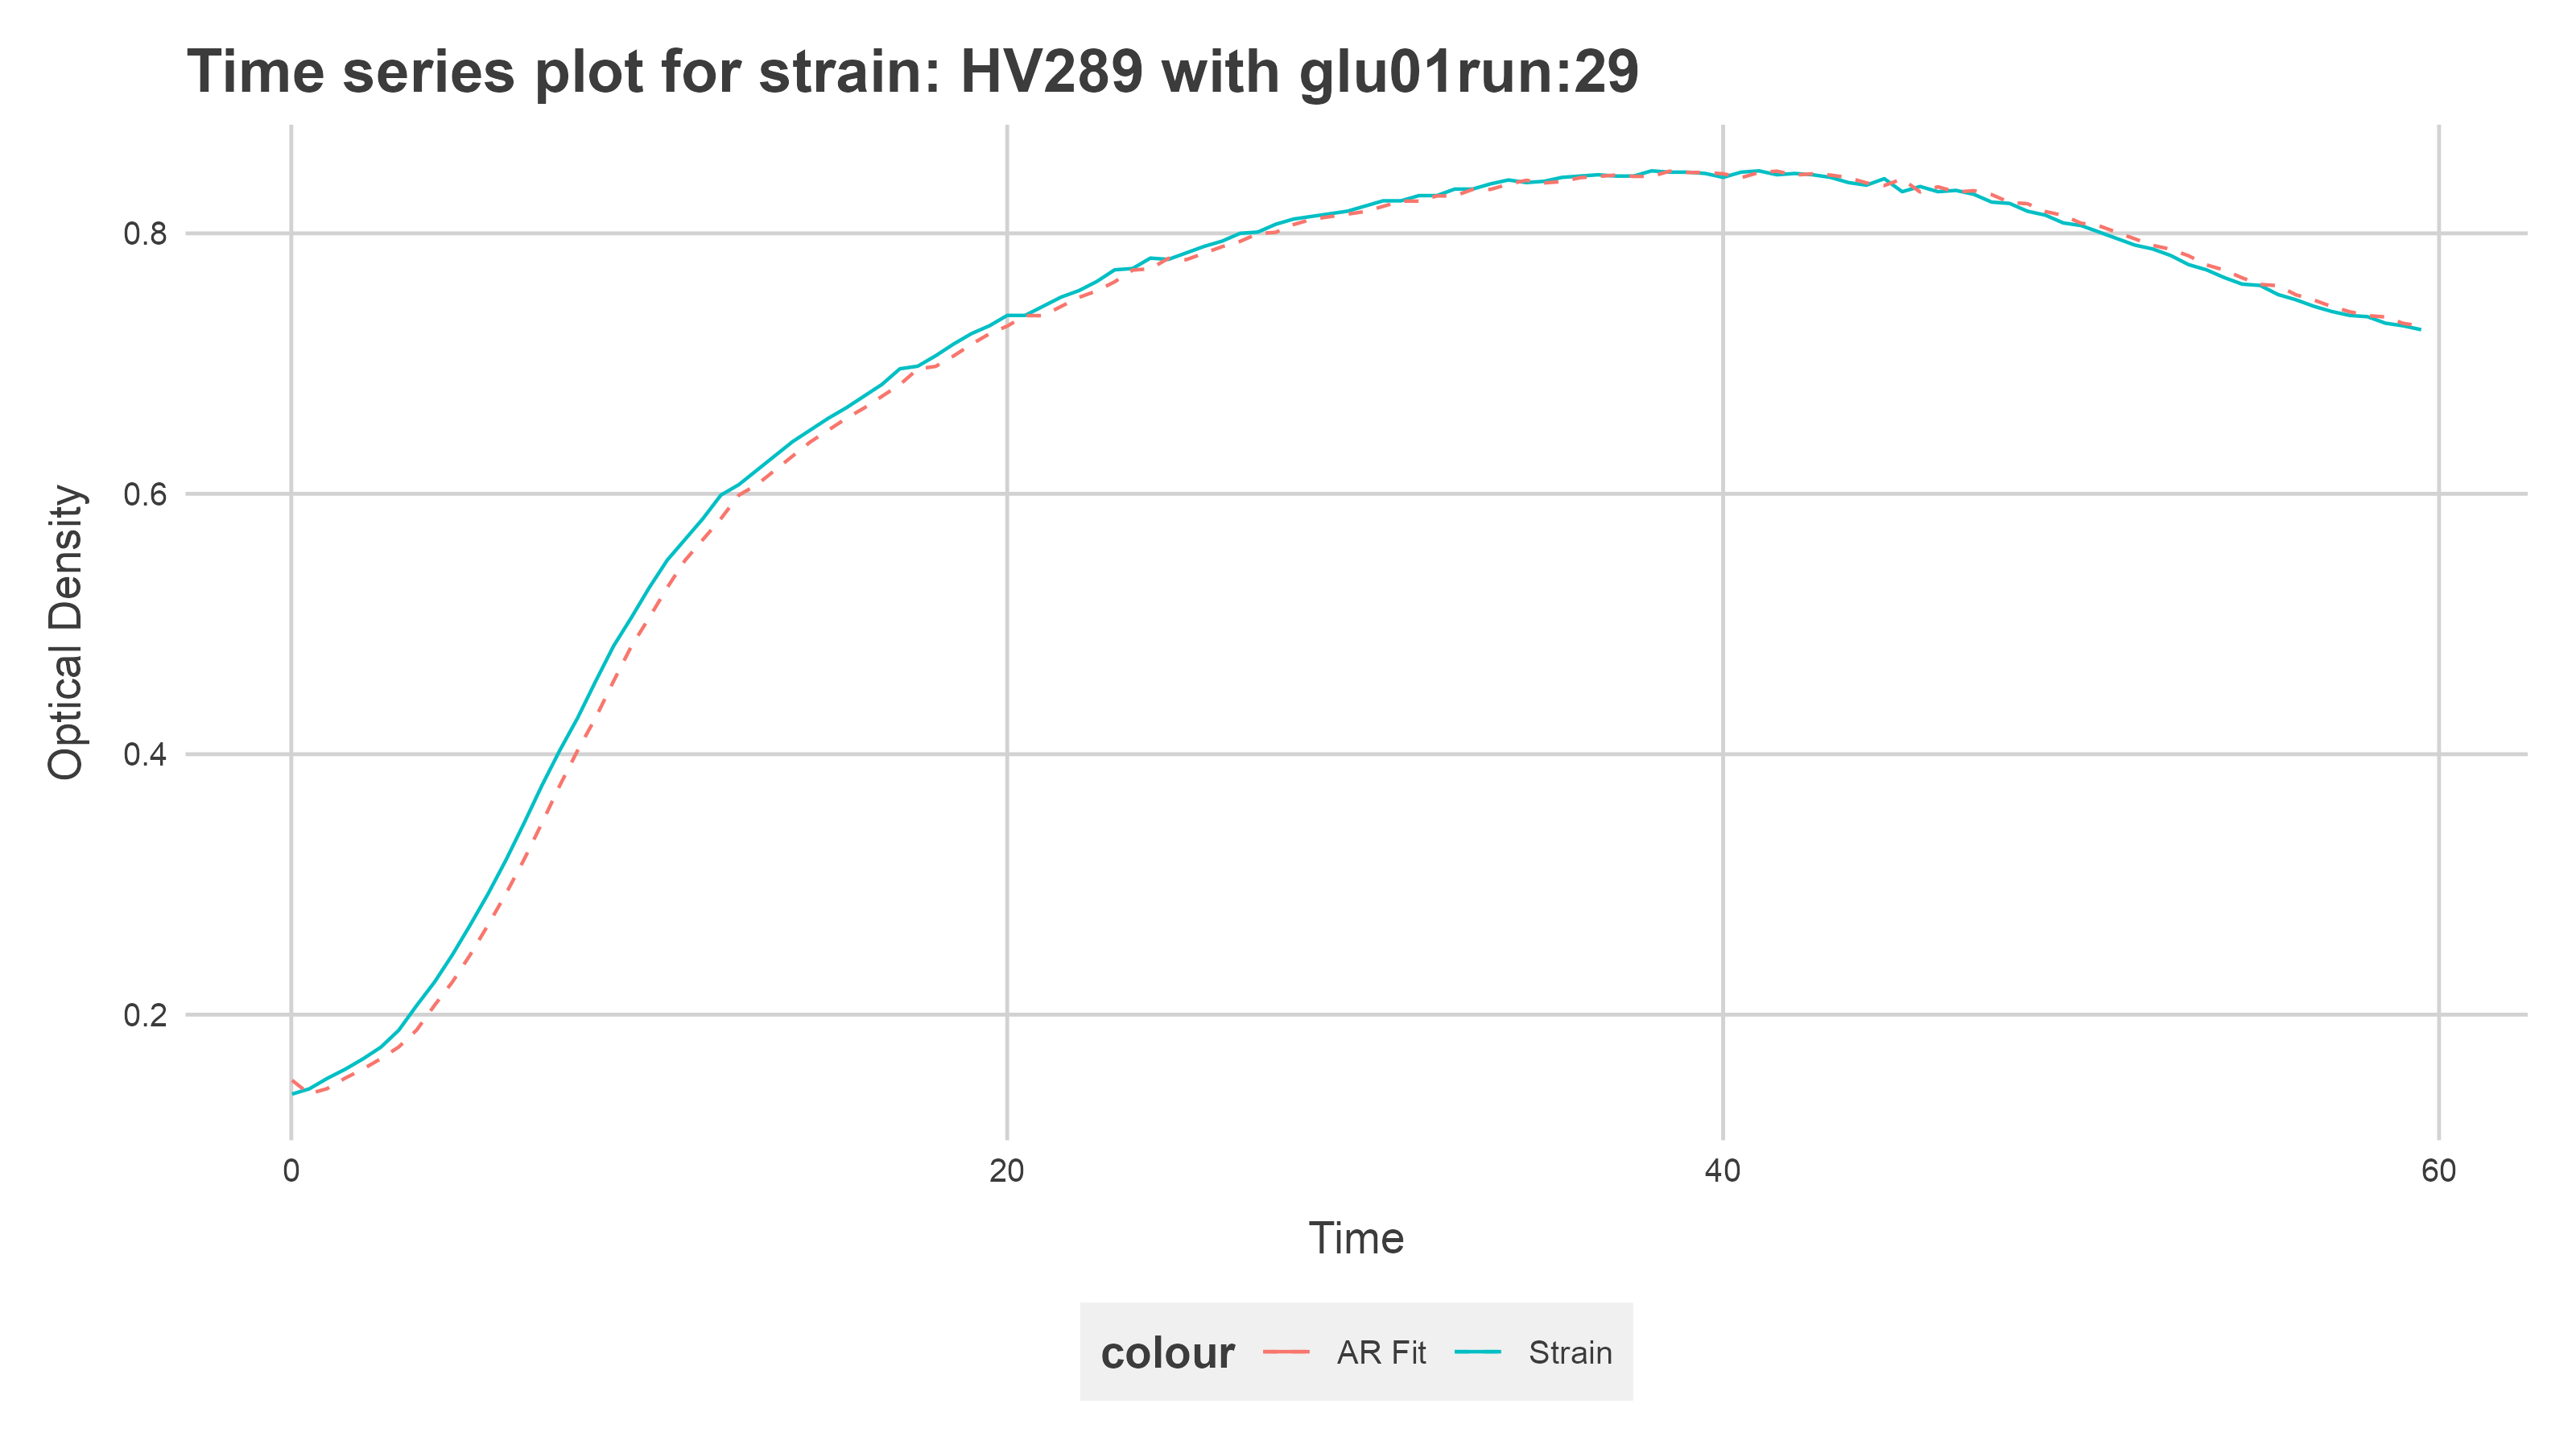 Time series plot for strain: HV289 with glu01run:29
Optical Density
0.8
0.6
0.4
0.2
0 20 40 60
Time
colour AR Fit Strain